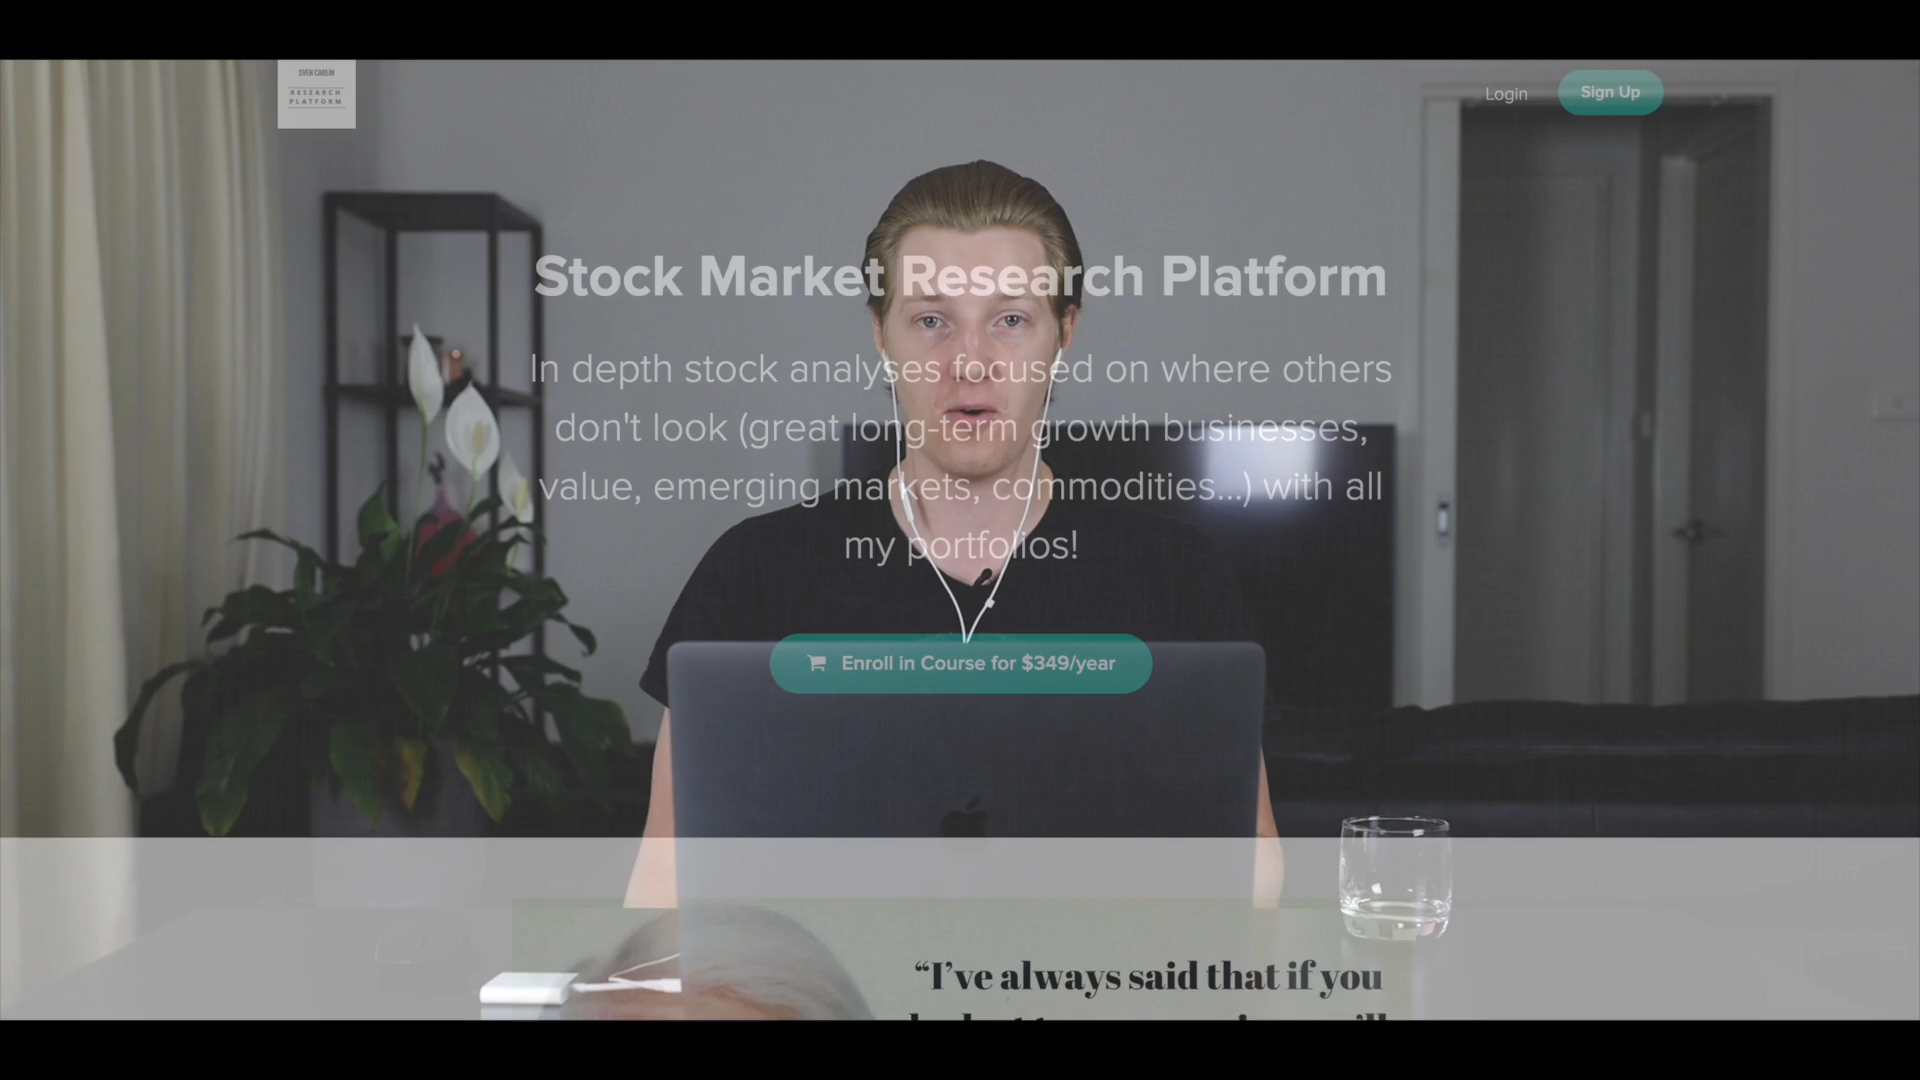 SVEN CARLIN
RESEARCH
PLATFORM
Login
Sign Up
Stock Market Research Platform
In depth stock analyses focused on where others
don't look (great long-term growth businesses,
value, emerging markets, commodities...) with all
my portfolios!
Enroll in Course for $349/year
“I’ve always said that if you